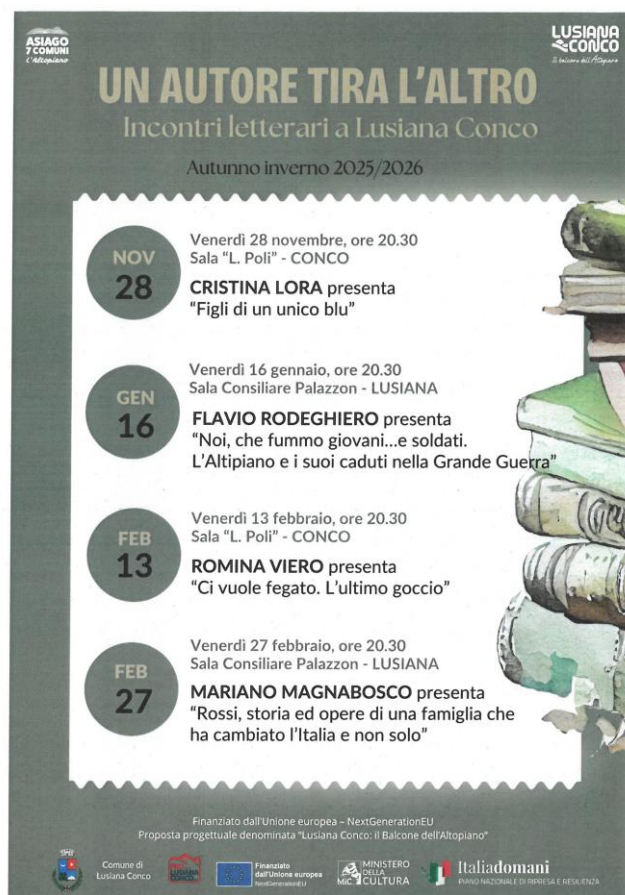 ASIAGO
7 COMUNI
L'Altopiano
LUSIANA
CONCO
Il balcone dell'Altopiano
UN AUTORE TIRA L'ALTRO
Incontri letterari a Lusiana Conco
Autunno inverno 2025/2026
NOV
28
Venerdì 28 novembre, ore 20.30
Sala "L. Poli" - CONCO
CRISTINA LORA presenta
"Figli di un unico blu"
GEN
16
Venerdì 16 gennaio, ore 20.30
Sala Consiliare Palazzon - LUSIANA
FLAVIO RODEGHIERO presenta
"Noi, che fummo giovani...e soldati.
L'Altipiano e i suoi caduti nella Grande Guerra"
FEB
13
Venerdì 13 febbraio, ore 20.30
Sala "L. Poli" - CONCO
ROMINA VIERO presenta
"Ci vuole fegato. L'ultimo goccio"
FEB
27
Venerdì 27 febbraio, ore 20.30
Sala Consiliare Palazzon - LUSIANA
MARIANO MAGNABOSCO presenta
"Rossi, storia ed opere di una famiglia che
ha cambiato l'Italia e non solo"
Finanziato dall'Unione europea – NextGenerationEU
Proposta progettuale denominata "Lusiana Conco: il Balcone dell'Altopiano"
Comune di
Lusiana Conco
LUSIANA
CONCO
Finanziato
dall'Unione europea
NextGenerationEU
MiC
MINISTERO
DELLA
CULTURA
Italiadomani
PIANO NAZIONALE DI RIPRESA E RESILIENZA